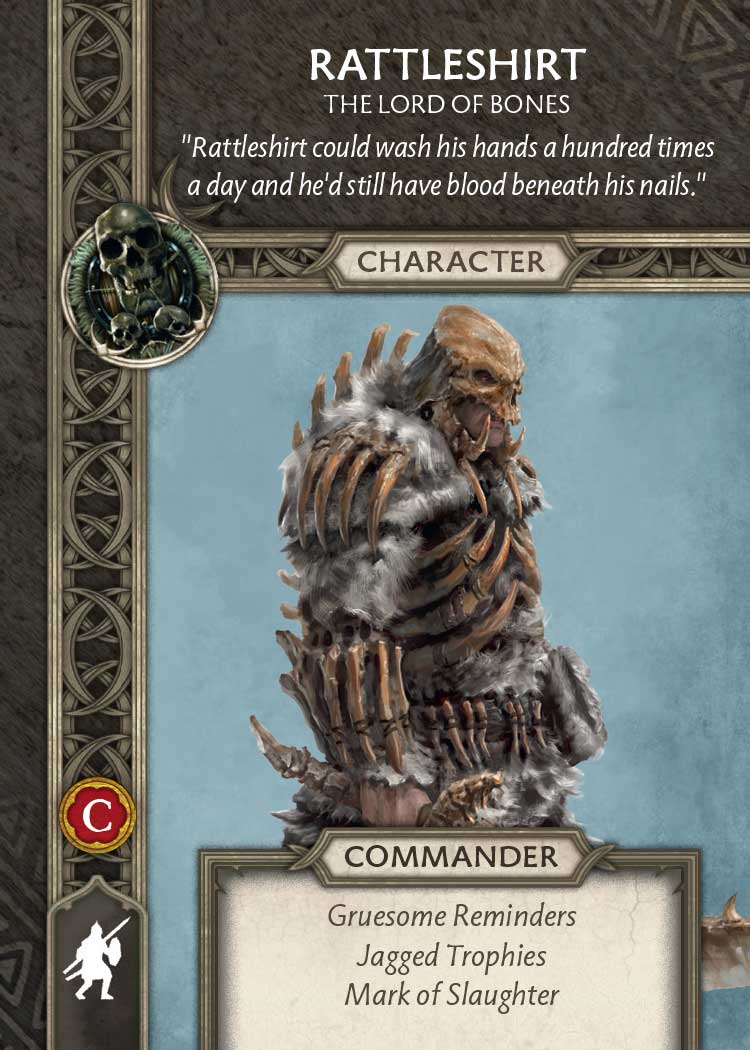 RATTLESHIRT
THE LORD OF BONES
"Rattleshirt could wash his hands a hundred times
a day and he'd still have blood beneath his nails."
CHARACTER
C
COMMANDER
Gruesome Reminders
Jagged Trophies
Mark of Slaughter